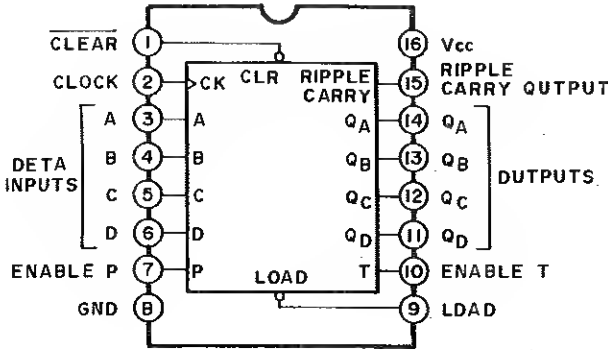 CLEAR 1 16 Vcc
CLOCK 2 CK CLR RIPPLE CARRY 15 RIPPLE CARRY QUTPUT
A 3 A QA 14 QA
B 4 B QB 13 QB
DETA INPUTS DUTPUTS
C 5 C QC 12 QC
D 6 D QD 11 QD
ENABLE P 7 P LOAD T 10 ENABLE T
GND 8 9 LDAD